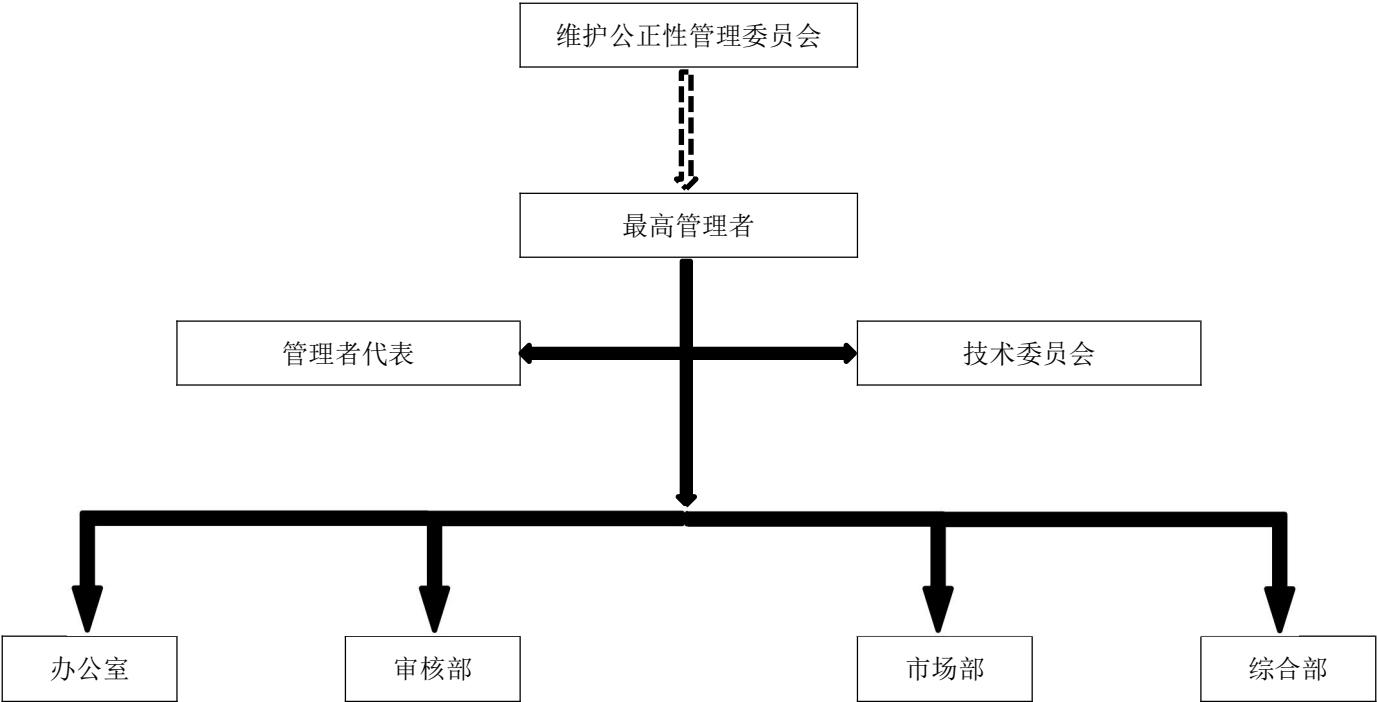 维护公正性管理委员会
最高管理者
管理者代表
技术委员会
办公室
审核部
市场部
综合部